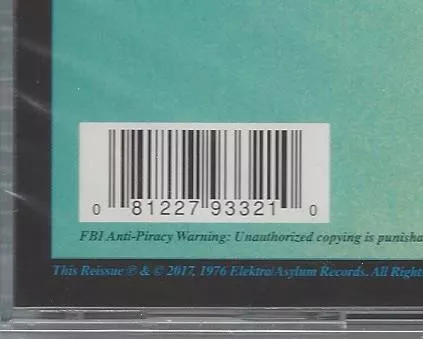 0 81227 93321 0
FBI Anti-Piracy Warning: Unauthorized copying is punisha
This Reissue ℗ & © 2017, 1976 Elektra/Asylum Records. All Right